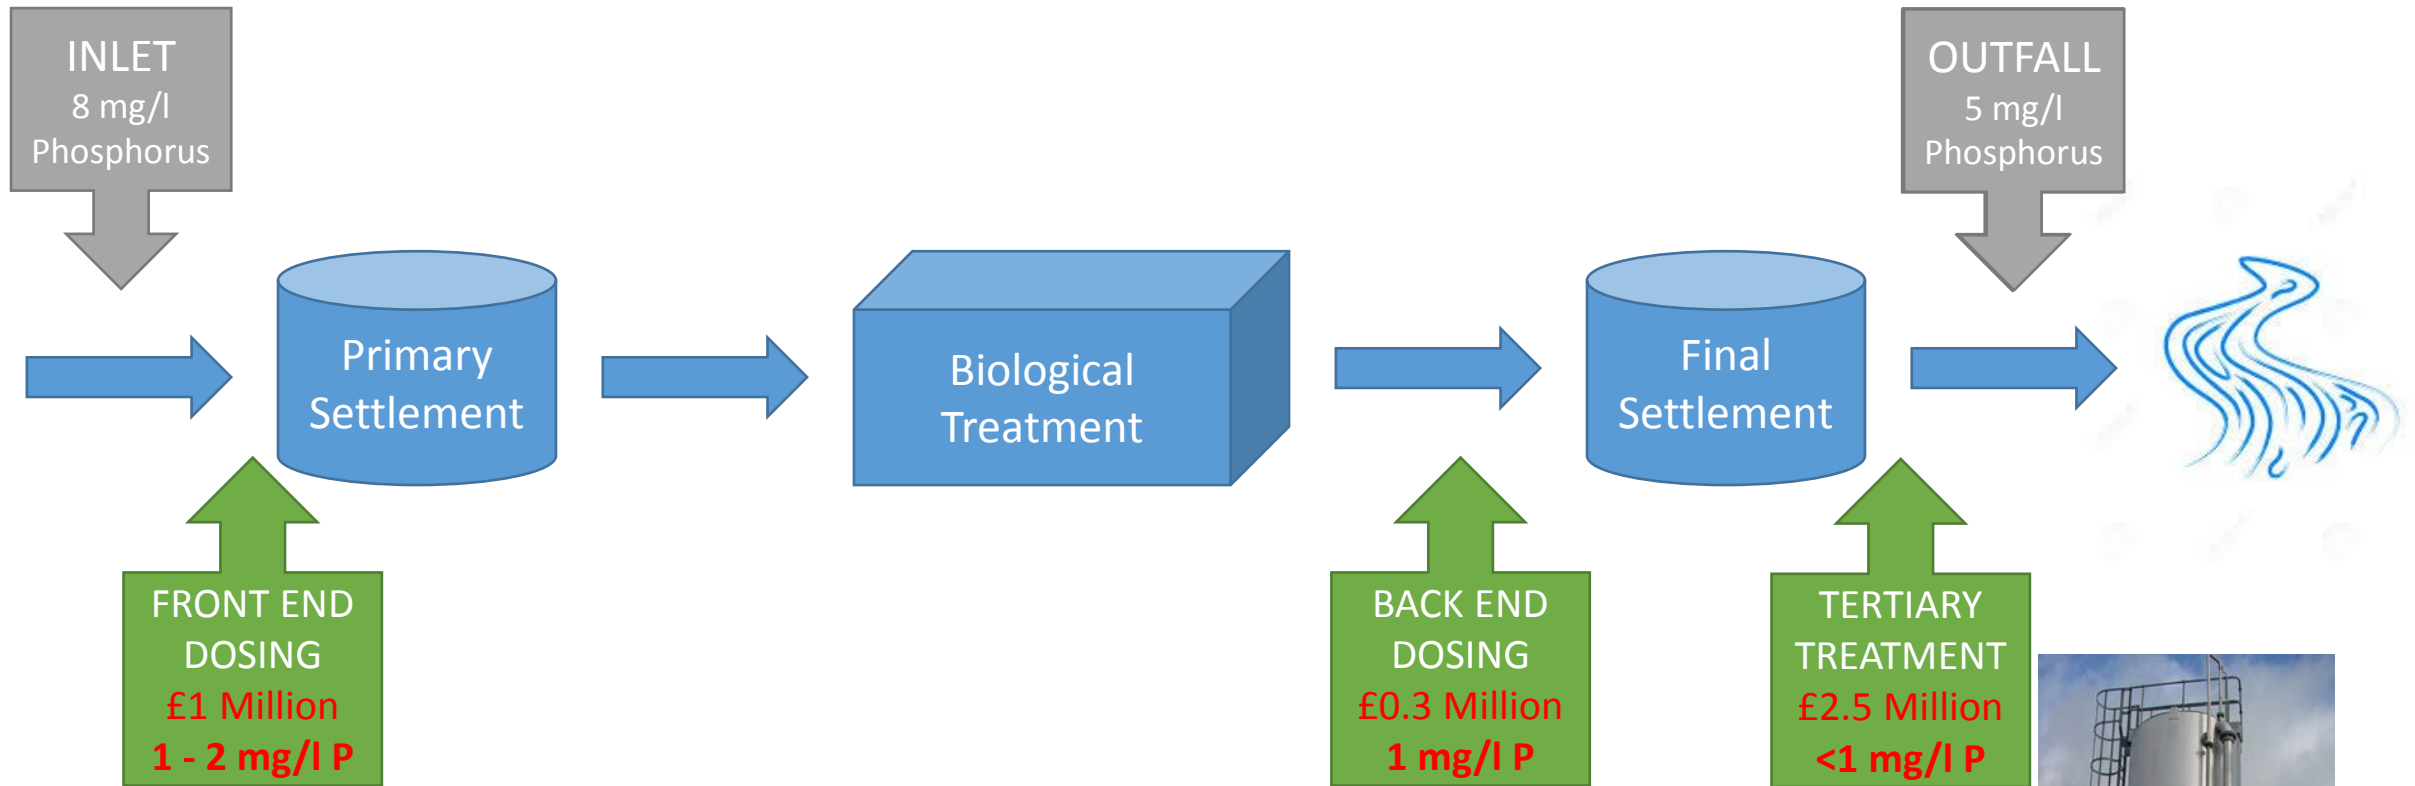 INLET
8 mg/l
Phosphorus
OUTFALL
5 mg/l
Phosphorus
Primary
Settlement
Biological
Treatment
Final
Settlement
FRONT END
DOSING
£1 Million
1 - 2 mg/l P
BACK END
DOSING
£0.3 Million
1 mg/l P
TERTIARY
TREATMENT
£2.5 Million
<1 mg/l P